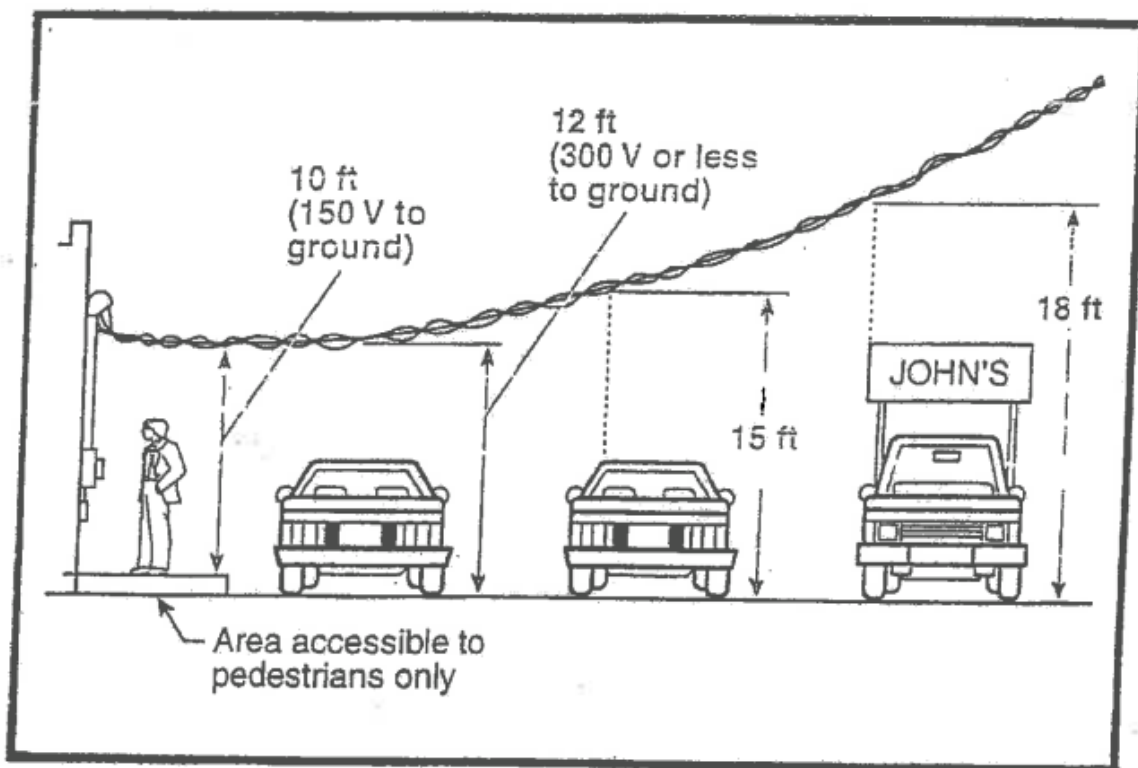 10 ft
(150 V to
ground)
12 ft
(300 V or less
to ground)
15 ft
18 ft
JOHN'S
Area accessible to
pedestrians only